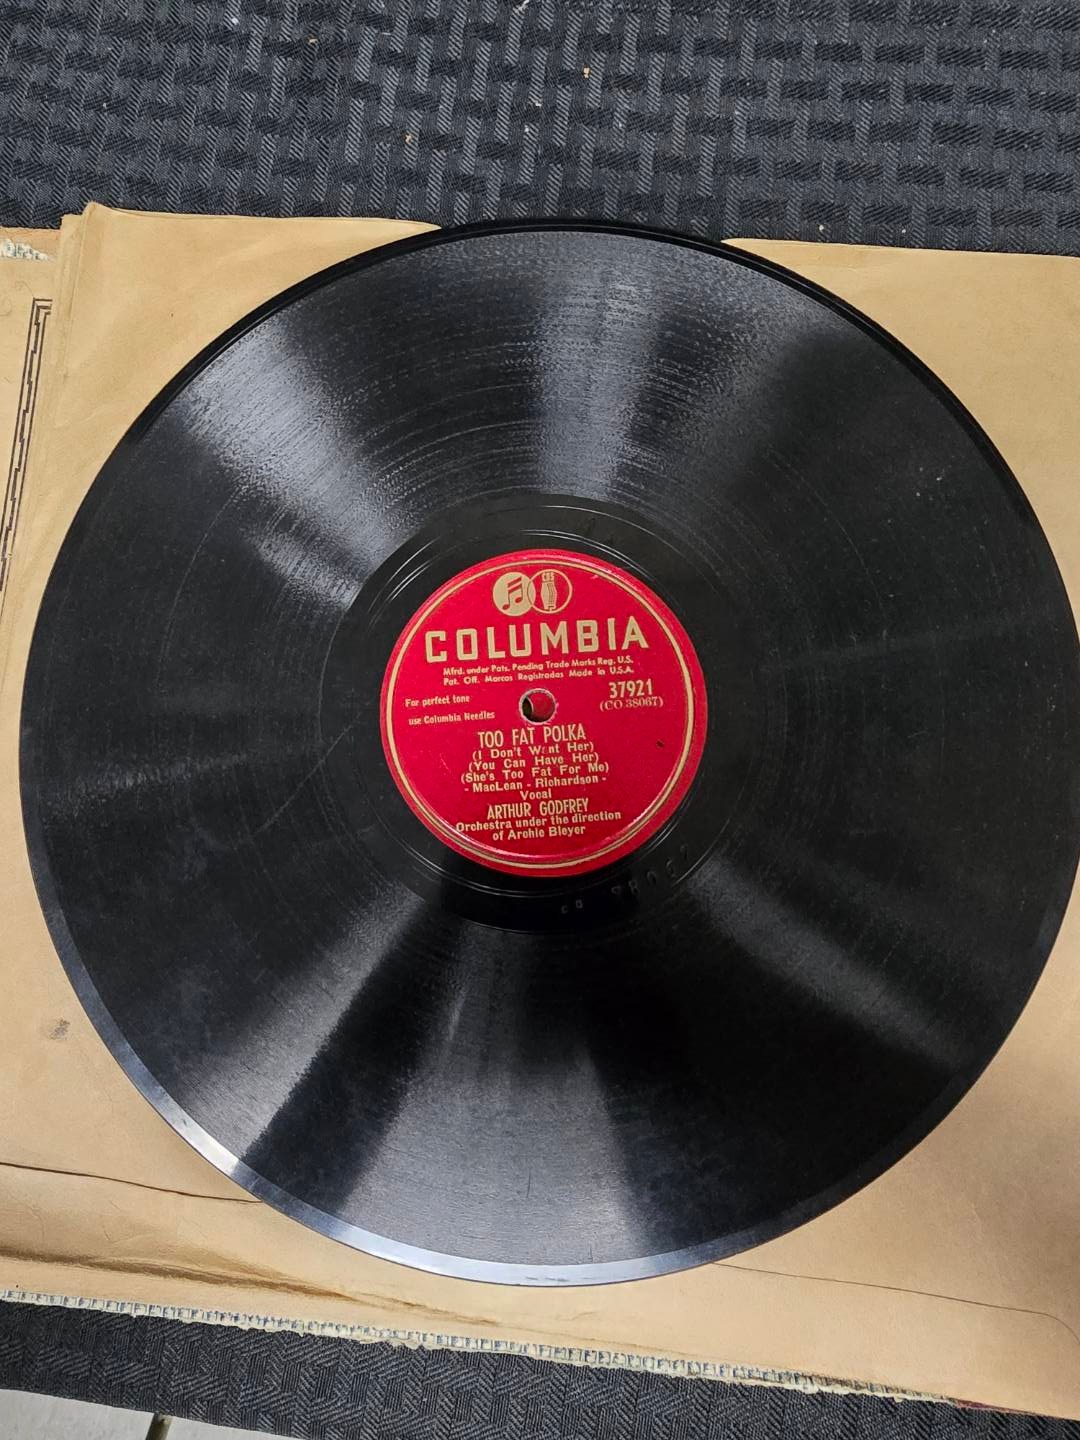 CBS
COLUMBIA
Mfrd. under Pats. Pending Trade Marks Reg. U.S.
Pat. Off. Marcas Registradas Made in U.S.A.
37921
(CO 38067)
For perfect tone
use Columbia Needles
TOO FAT POLKA
(I Don't Want Her)
(You Can Have Her)
(She's Too Fat For Me)
- MacLean - Richardson -
Vocal
ARTHUR GODFREY
Orchestra under the direction
of Archie Bleyer
CO 38067